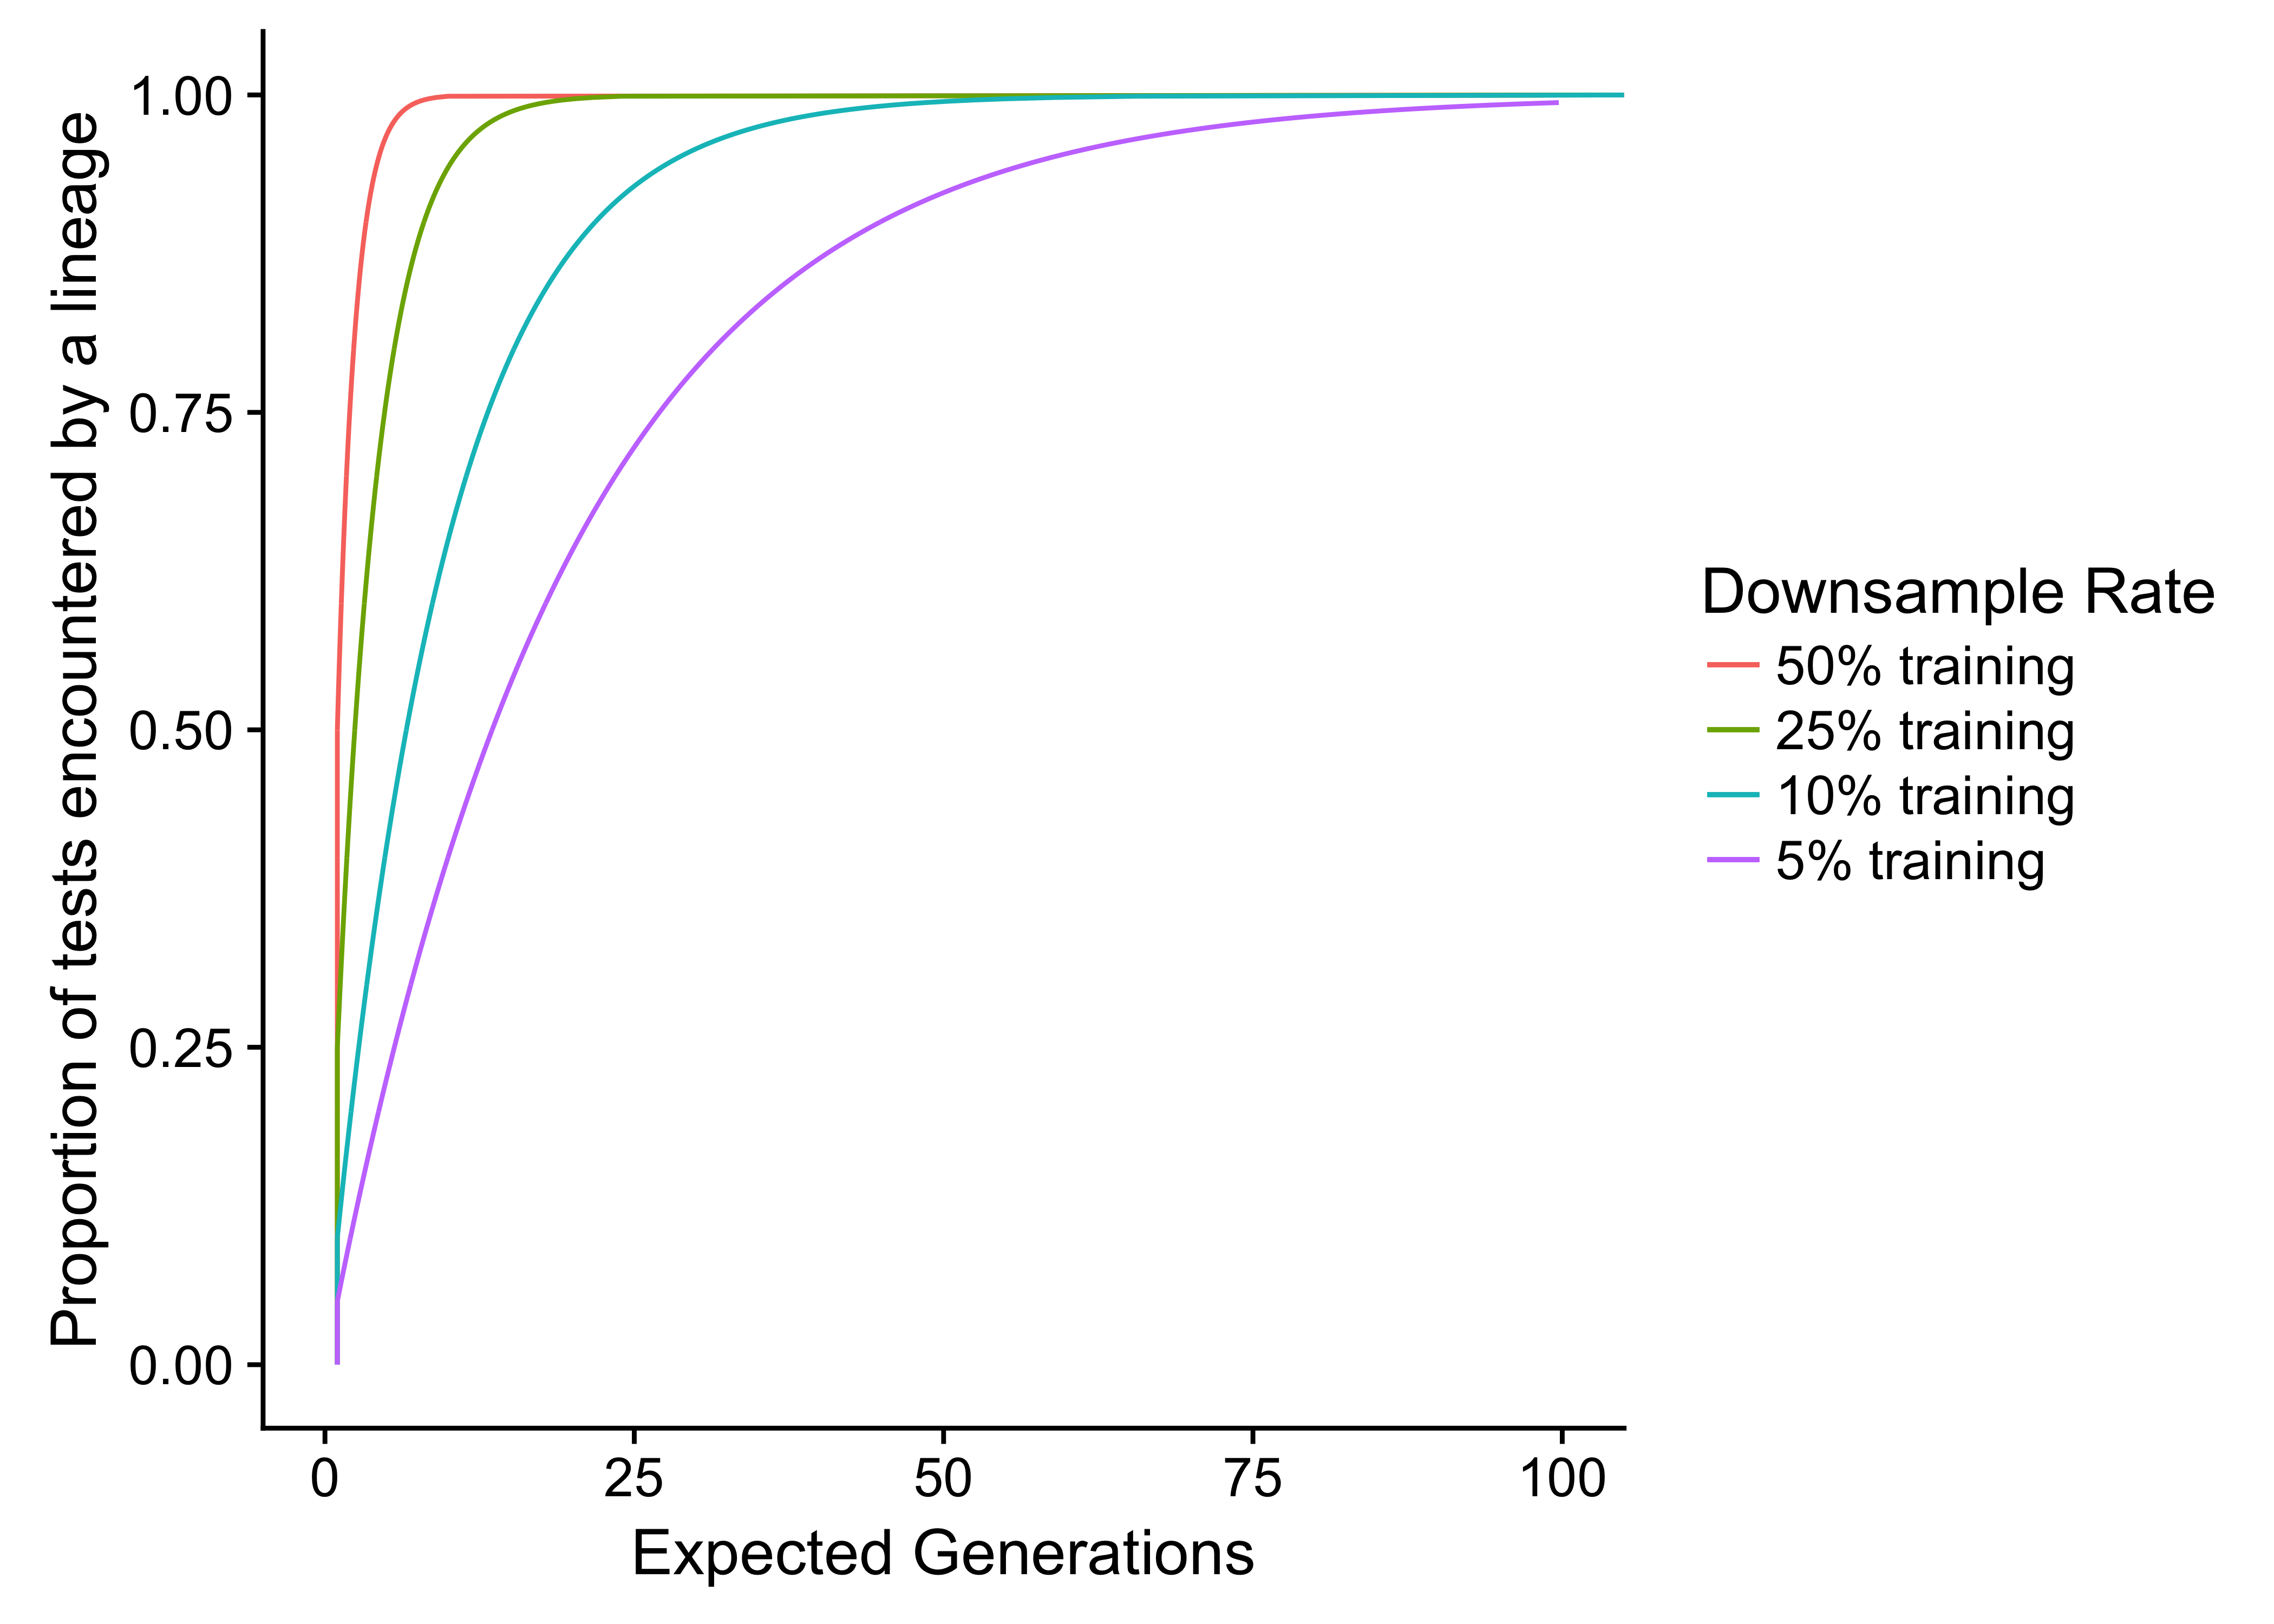 Proportion of tests encountered by a lineage
1.00
0.75
0.50
0.25
0.00
0
25
50
75
100
Expected Generations
Downsample Rate
50% training
25% training
10% training
5% training